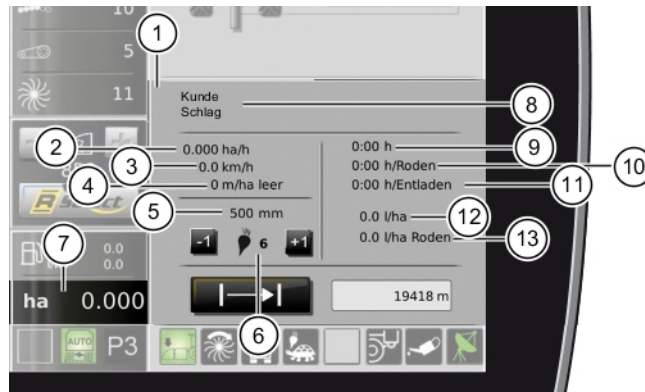 10
5
11
1
Kunde
Schlag
8
2
3
4
5
7
0.000 ha/h
0.0 km/h
0 m/ha leer
500 mm
-1
6
+1
0:00 h
0:00 h/Roden
0:00 h/Entladen
0.0 l/ha
0.0 l/ha Roden
9
10
11
12
13
0.0
0.0
ha 0.000
19418 m
6
AUTO
P3